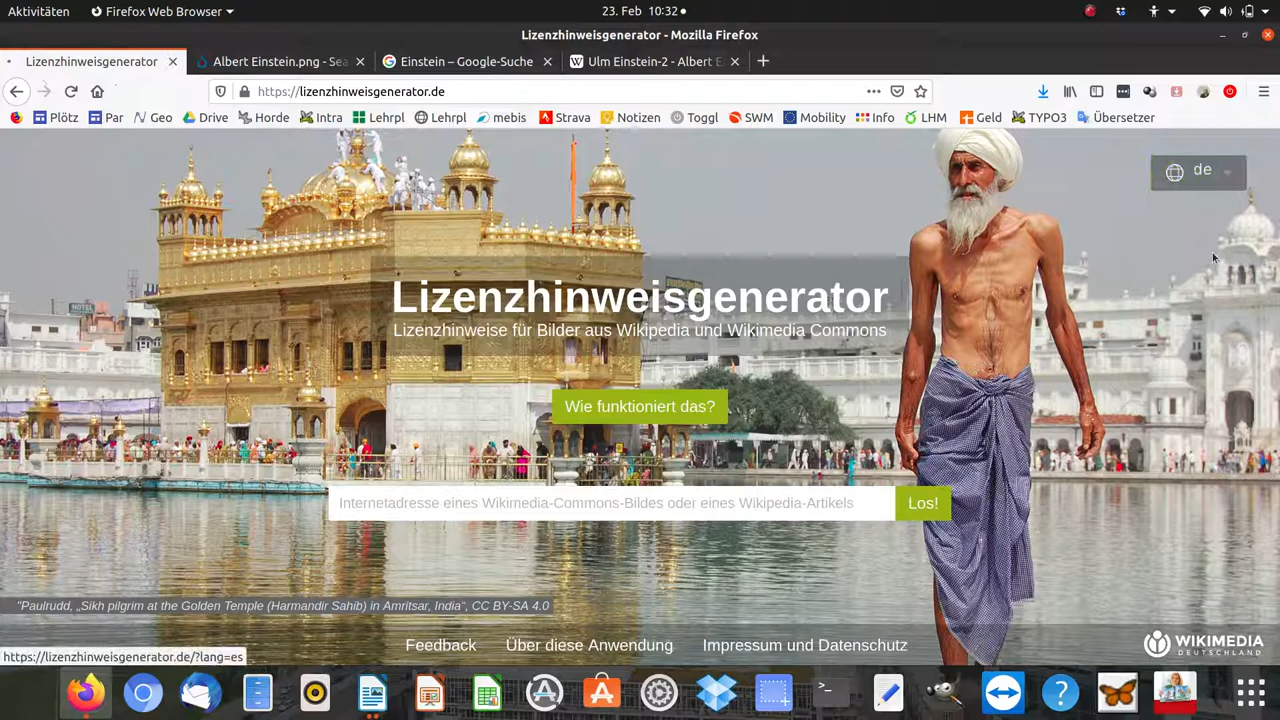 Aktivitäten
Firefox Web Browser
23. Feb 10:32
Lizenzhinweisgenerator - Mozilla Firefox
Lizenzhinweisgenerator
Albert Einstein.png - Sea
Einstein – Google-Suche
Ulm Einstein-2 - Albert E
https://lizenzhinweisgenerator.de
Plötz
Par
Geo
Drive
Horde
Intra
Lehrpl
Lehrpl
mebis
Strava
Notizen
Toggl
SWM
Mobility
Info
LHM
Geld
TYPO3
Übersetzer
de
HOTEL
Lizenzhinweisgenerator
Lizenzhinweise für Bilder aus Wikipedia und Wikimedia Commons
Wie funktioniert das?
Internetadresse eines Wikimedia-Commons-Bildes oder eines Wikipedia-Artikels
Los!
"Paulrudd, „Sikh pilgrim at the Golden Temple (Harmandir Sahib) in Amritsar, India“, CC BY-SA 4.0
Feedback
Über diese Anwendung
Impressum und Datenschutz
WIKIMEDIA
DEUTSCHLAND
https://lizenzhinweisgenerator.de/?lang=es